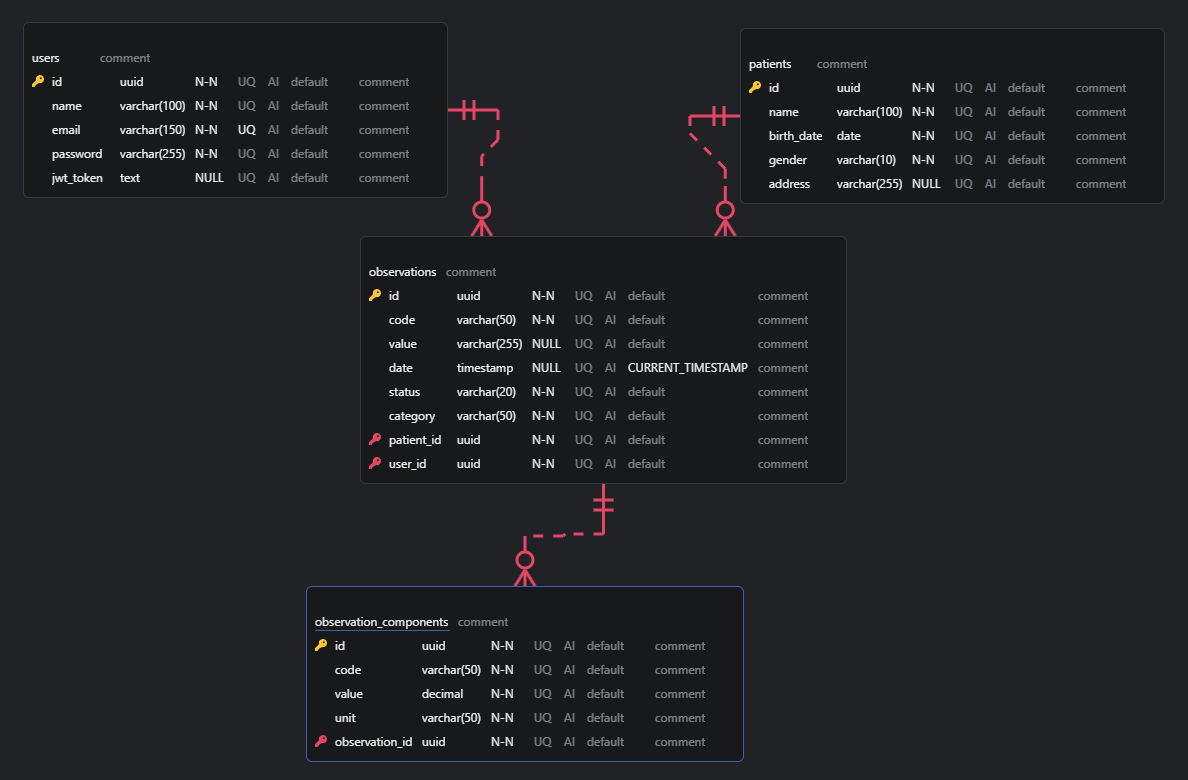 users comment
id uuid N-N UQ AI default comment
name varchar(100) N-N UQ AI default comment
email varchar(150) N-N UQ AI default comment
password varchar(255) N-N UQ AI default comment
jwt_token text NULL UQ AI default comment
patients comment
id uuid N-N UQ AI default comment
name varchar(100) N-N UQ AI default comment
birth_date date N-N UQ AI default comment
gender varchar(10) N-N UQ AI default comment
address varchar(255) NULL UQ AI default comment
observations comment
id uuid N-N UQ AI default comment
code varchar(50) N-N UQ AI default comment
value varchar(255) NULL UQ AI default comment
date timestamp NULL UQ AI CURRENT_TIMESTAMP comment
status varchar(20) N-N UQ AI default comment
category varchar(50) N-N UQ AI default comment
patient_id uuid N-N UQ AI default comment
user_id uuid N-N UQ AI default comment
observation_components comment
id uuid N-N UQ AI default comment
code varchar(50) N-N UQ AI default comment
value decimal N-N UQ AI default comment
unit varchar(50) N-N UQ AI default comment
observation_id uuid N-N UQ AI default comment